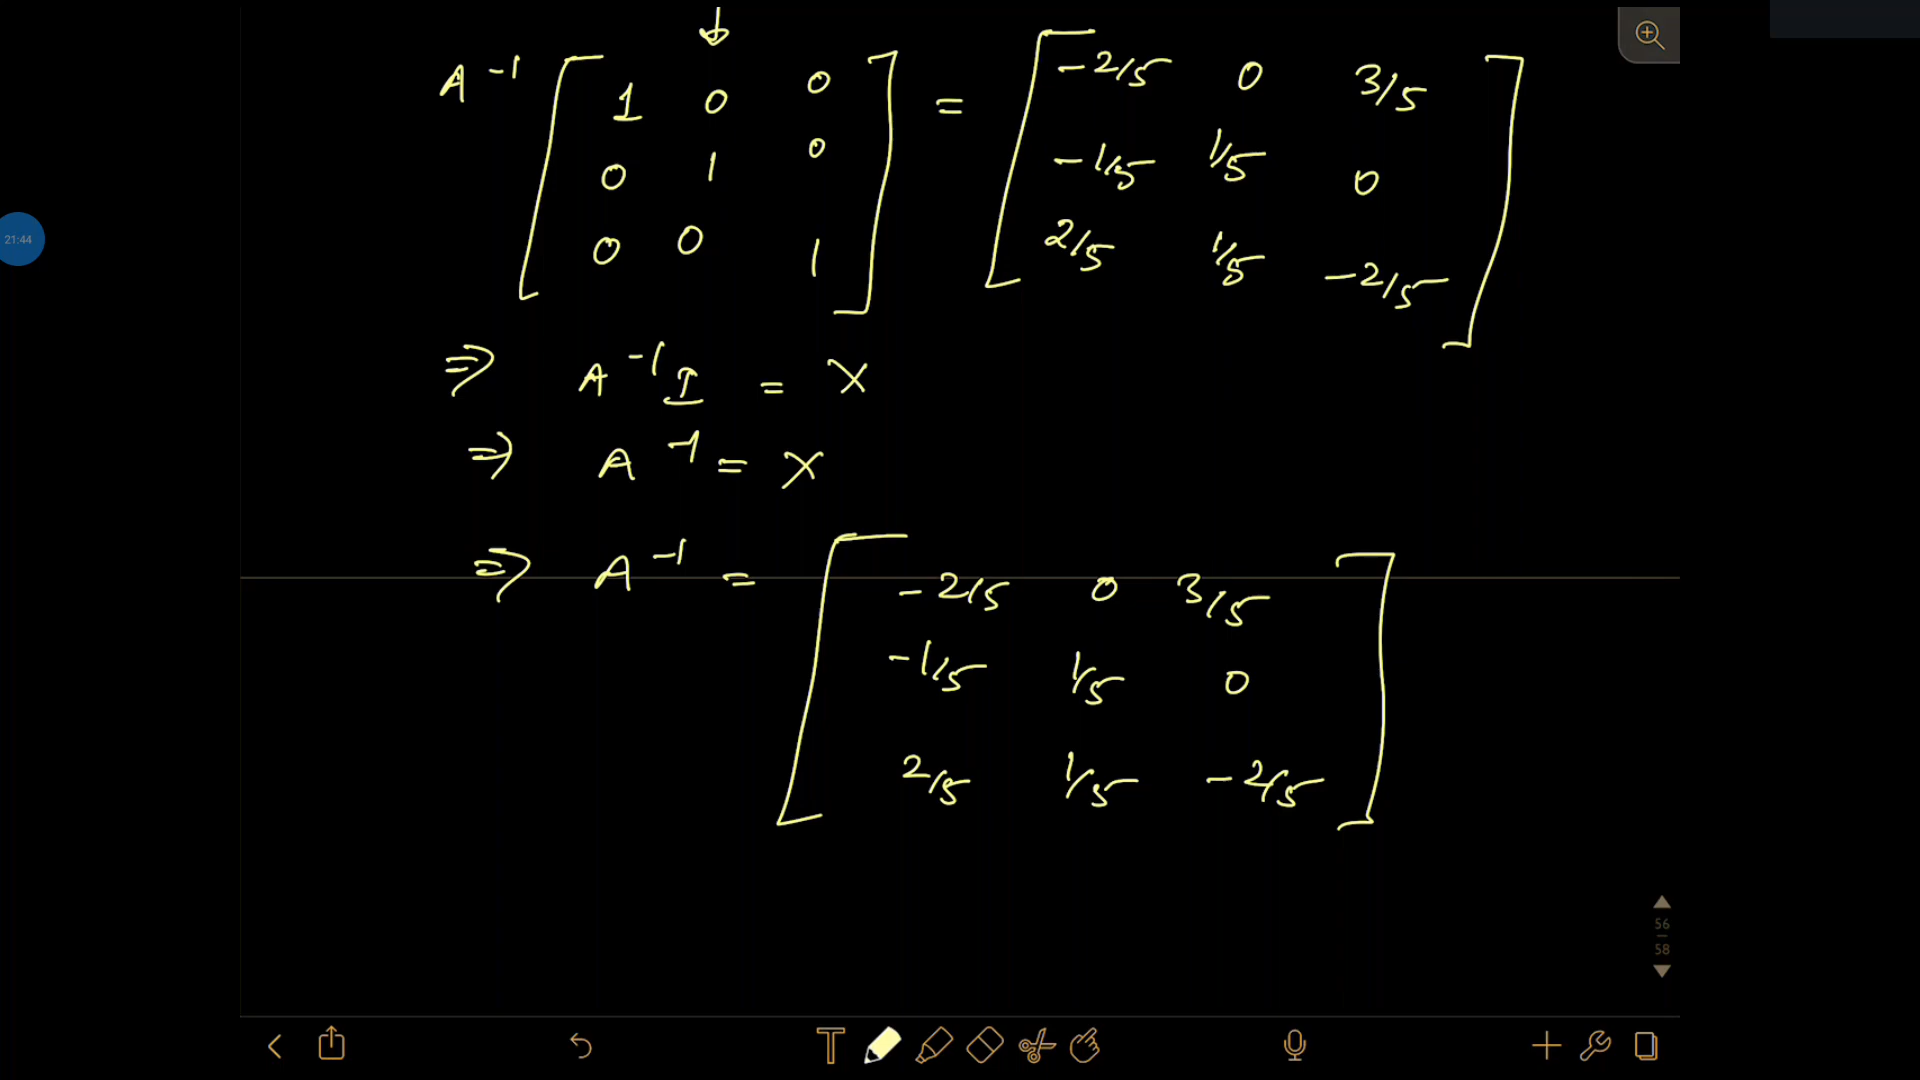 A⁻¹ [1 0 0; 0 1 0; 0 0 1] = [-2/5 0 3/5; -1/5 1/5 0; 2/5 1/5 -2/5]
21:44
⇒ A⁻¹I = X
⇒ A⁻¹ = X
⇒ A⁻¹ = [-2/5 0 3/5; -1/5 1/5 0; 2/5 1/5 -2/5]
56
58
T